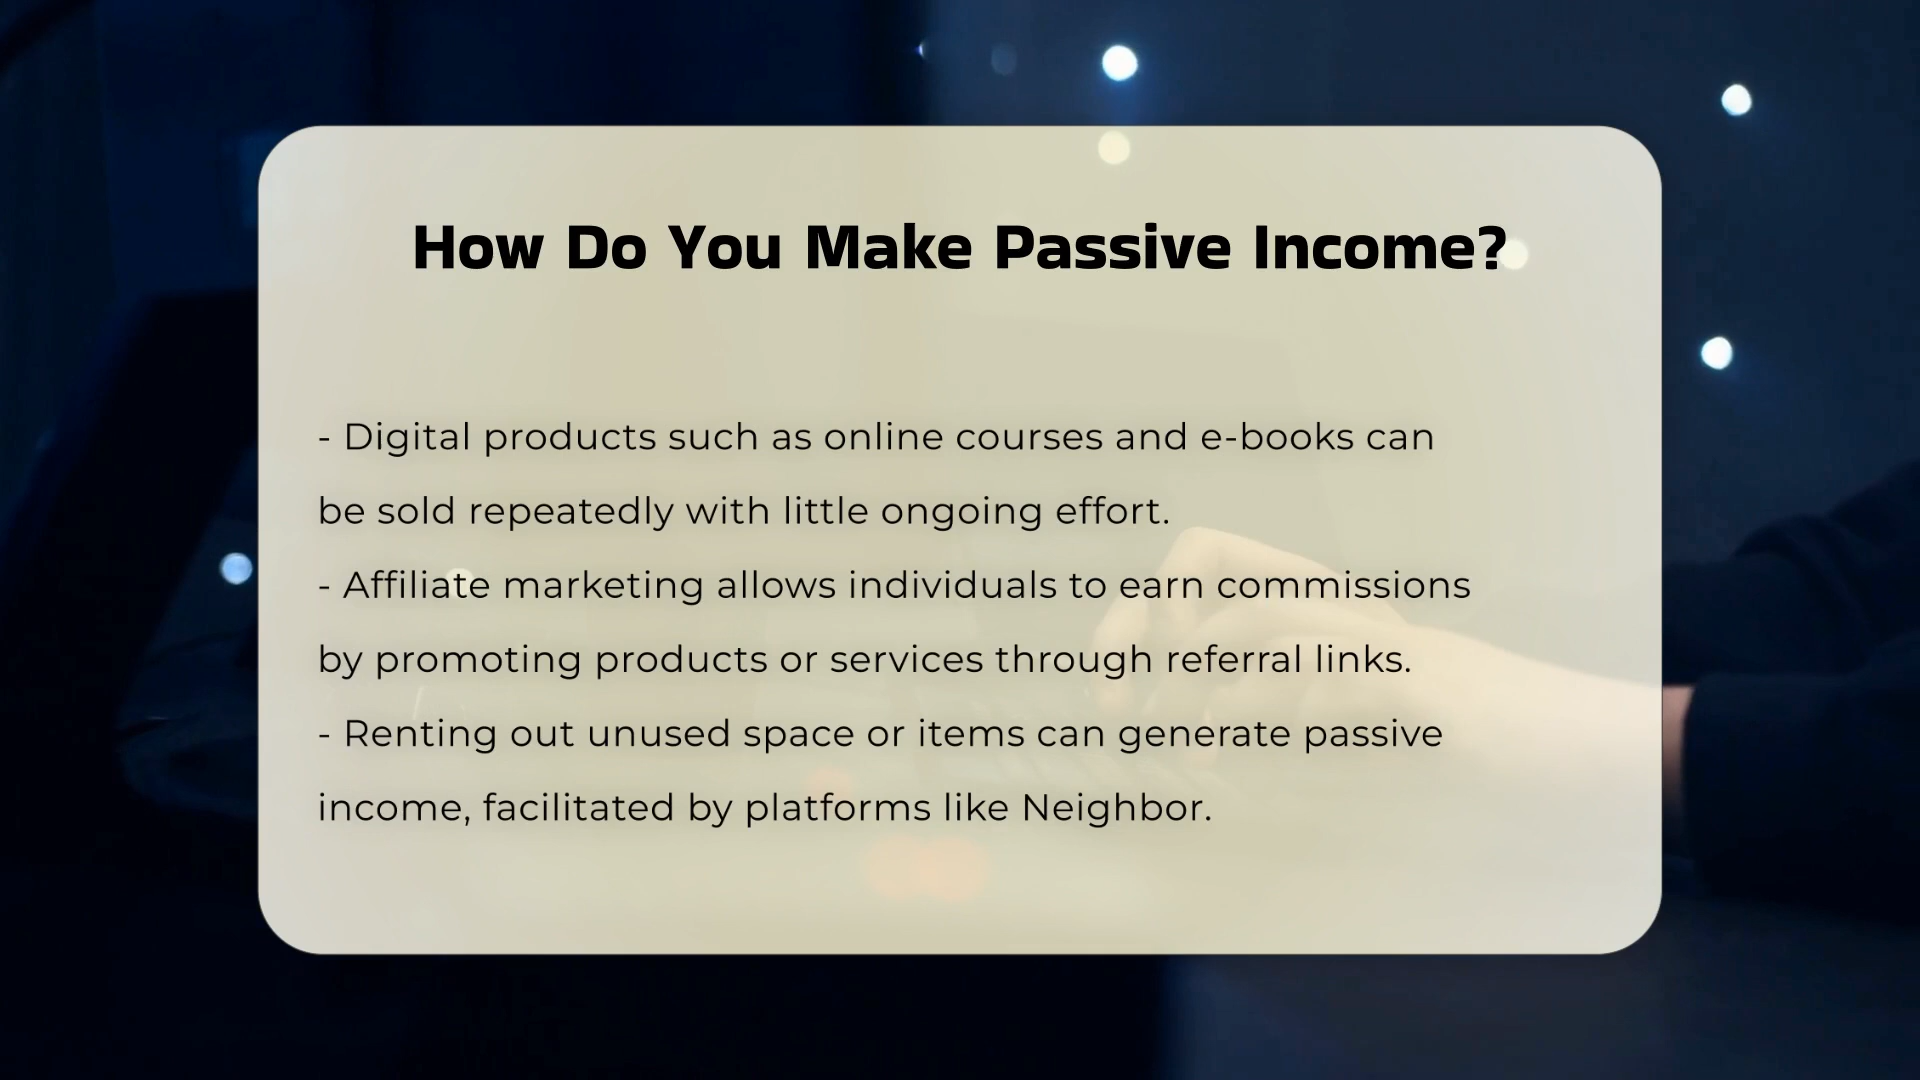 How Do You Make Passive Income?
- Digital products such as online courses and e-books can
be sold repeatedly with little ongoing effort.
- Affiliate marketing allows individuals to earn commissions
by promoting products or services through referral links.
- Renting out unused space or items can generate passive
income, facilitated by platforms like Neighbor.